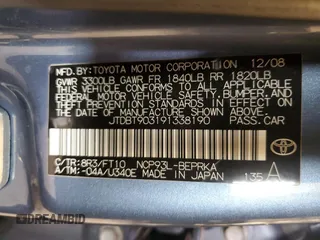 MFD. BY: TOYOTA MOTOR CORPORATION 12/08
GVWR 3300LB GAWR FR 1840LB RR 1820LB
THIS VEHICLE CONFORMS TO ALL APPLICABLE
FEDERAL MOTOR VEHICLE SAFETY, BUMPER, AND
THEFT PREVENTION STANDARDS IN EFFECT ON
THE DATE OF MANUFACTURE SHOWN ABOVE.
JTDBT903191338190 PASS.CAR
C/TR: 8R3/FT10 NCP93L-BEPRKA A
A/TM: -04A/U340E MADE IN JAPAN 135
TOYOTA
DREAMBID